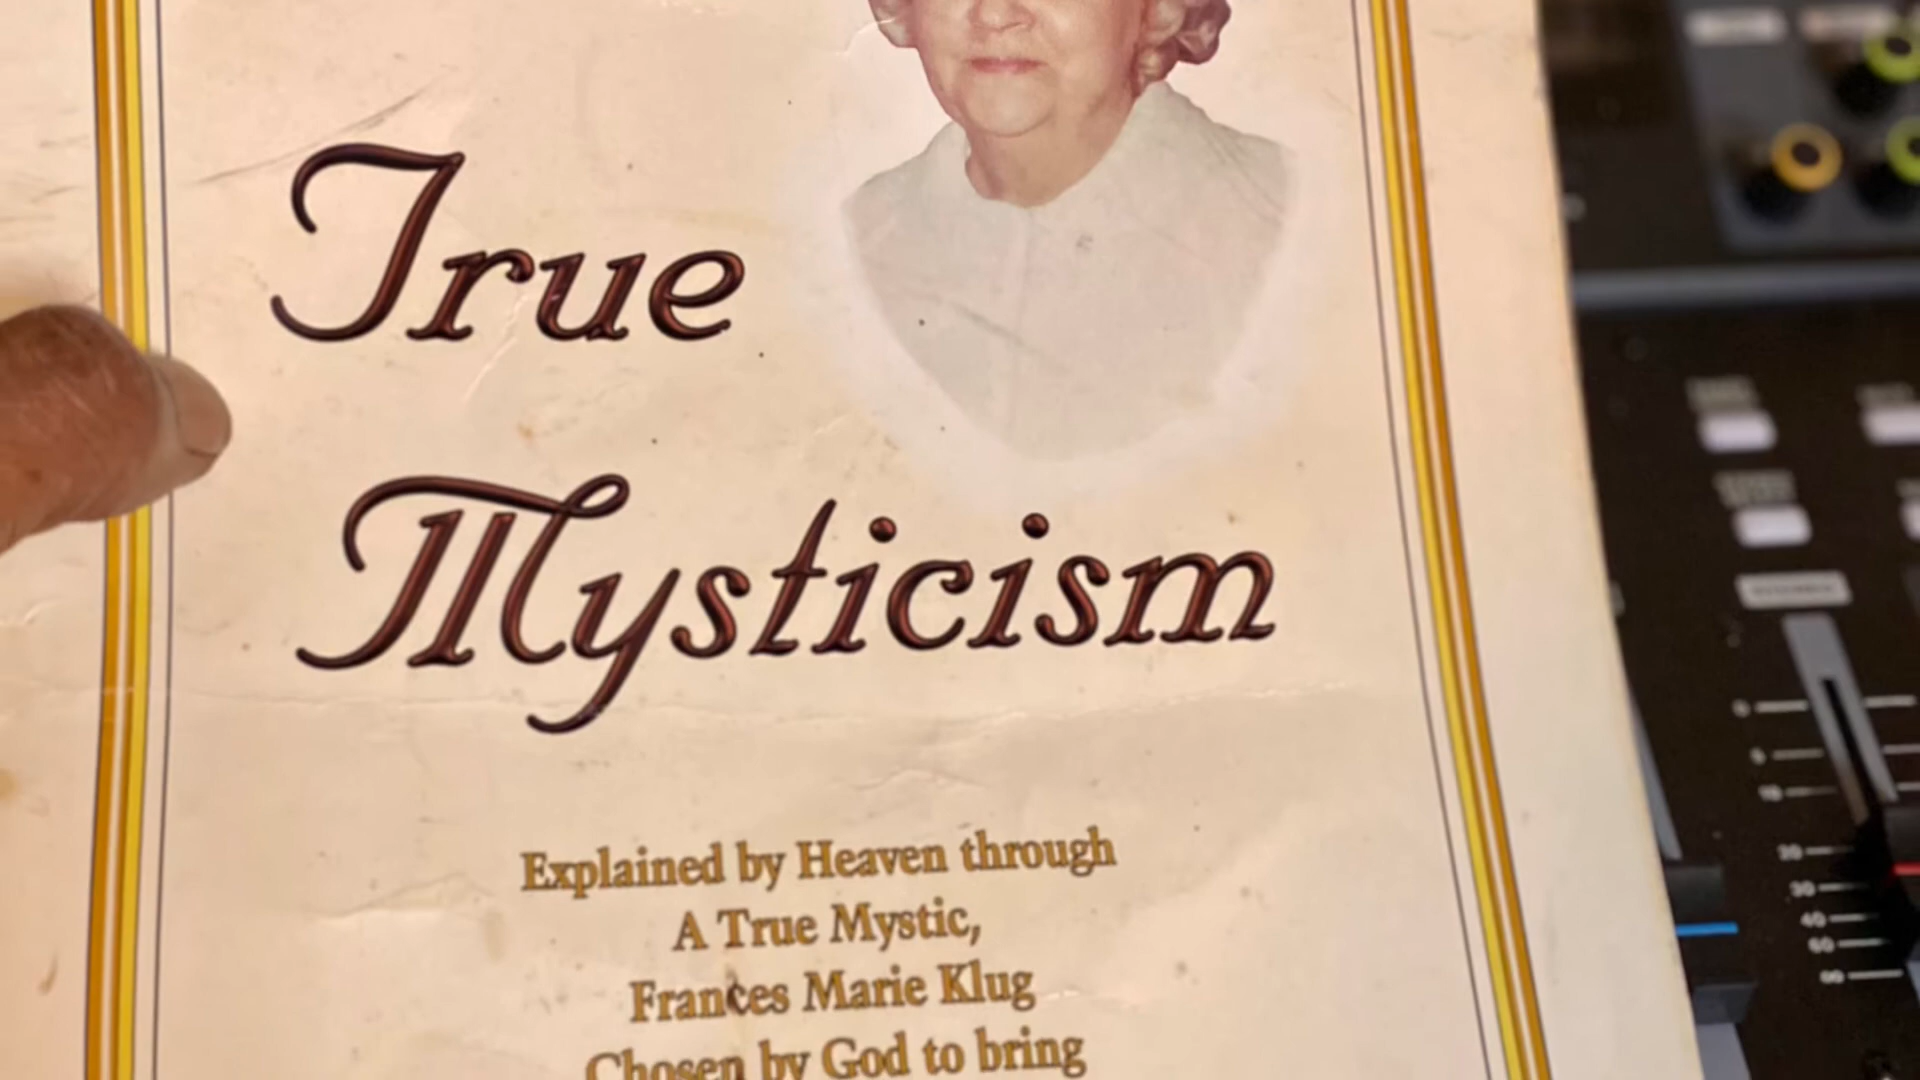 True
Mysticism
Explained by Heaven through
A True Mystic,
Frances Marie Klug
Chosen by God to bring